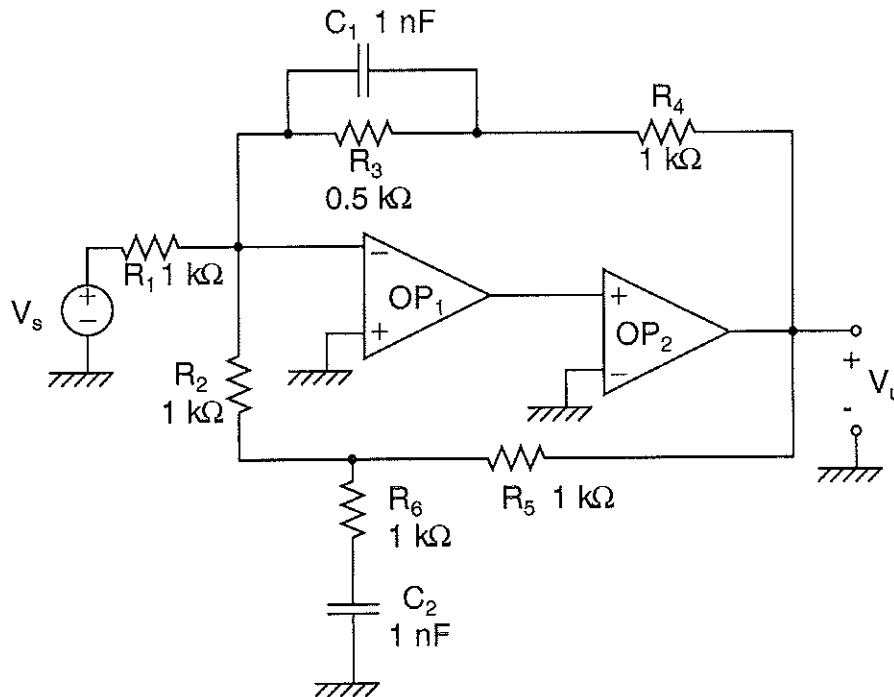 C1 1 nF
R4
1 kΩ
R3
0.5 kΩ
R1 1 kΩ
Vs
+
−
−
+
OP1
+
−
OP2
R2
1 kΩ
+
Vu
-
R5 1 kΩ
R6
1 kΩ
C2
1 nF